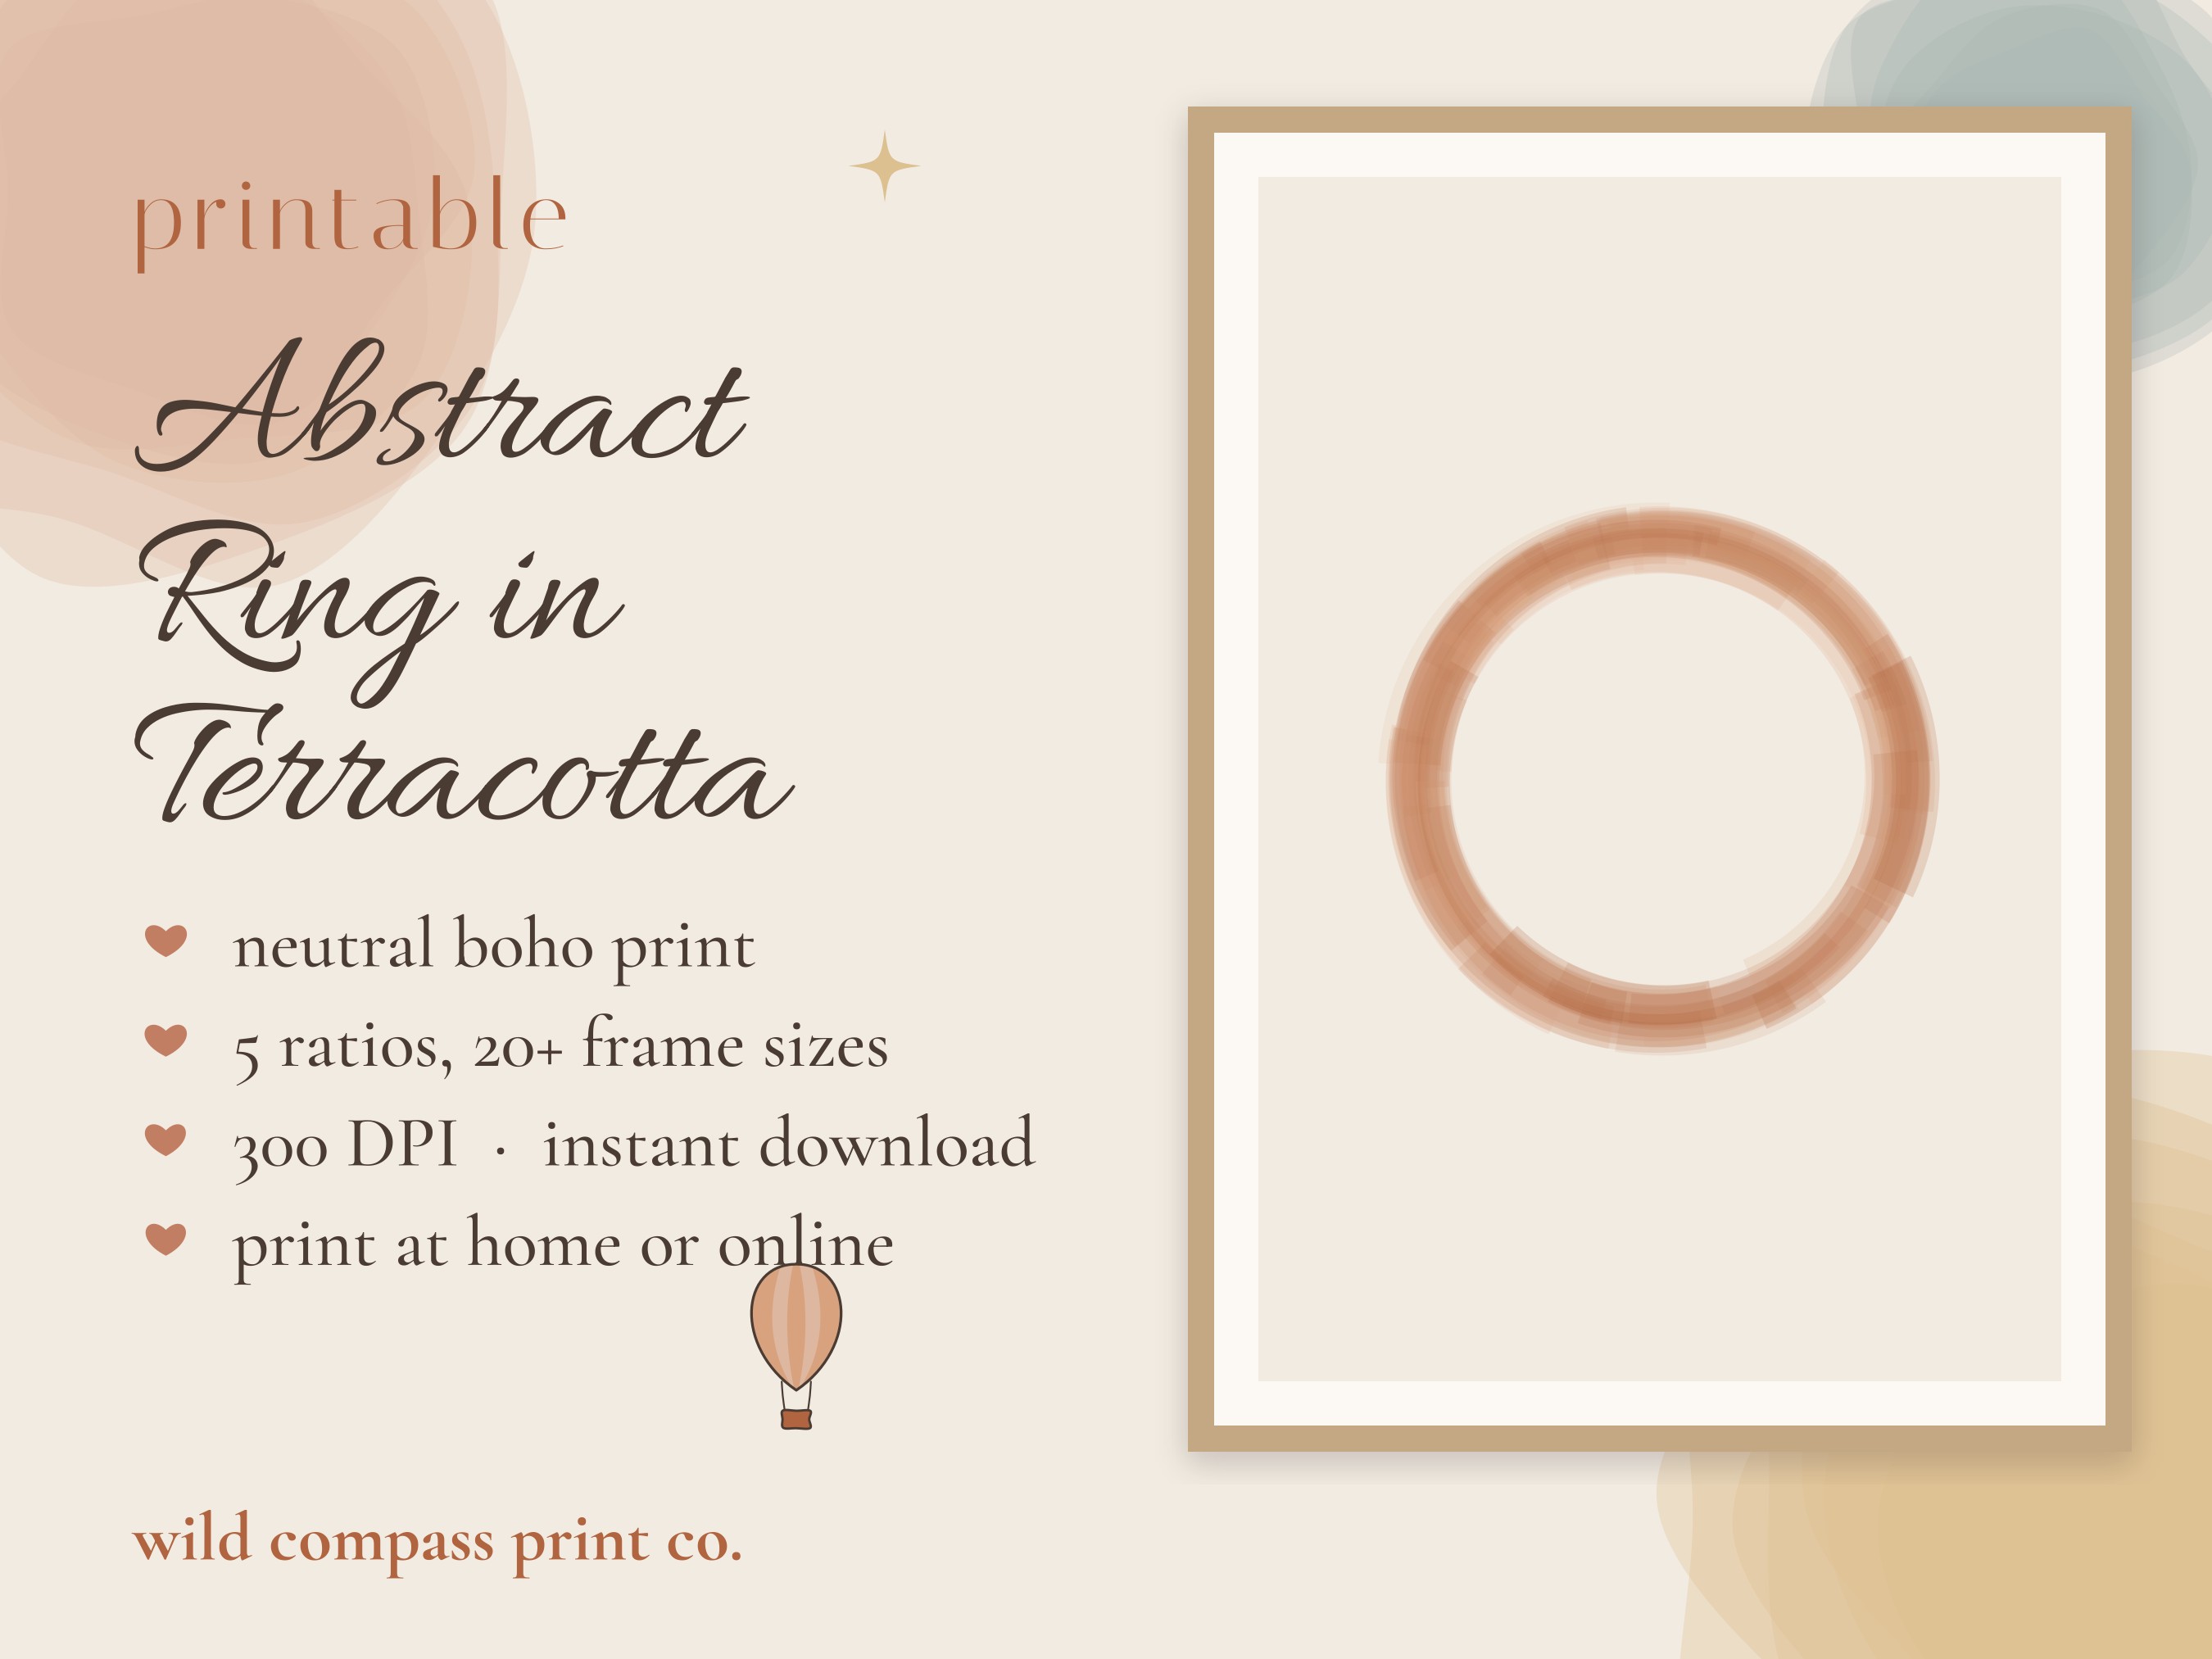 printable
Abstract
Ring in
Terracotta
neutral boho print
5 ratios, 20+ frame sizes
300 DPI · instant download
print at home or online
wild compass print co.